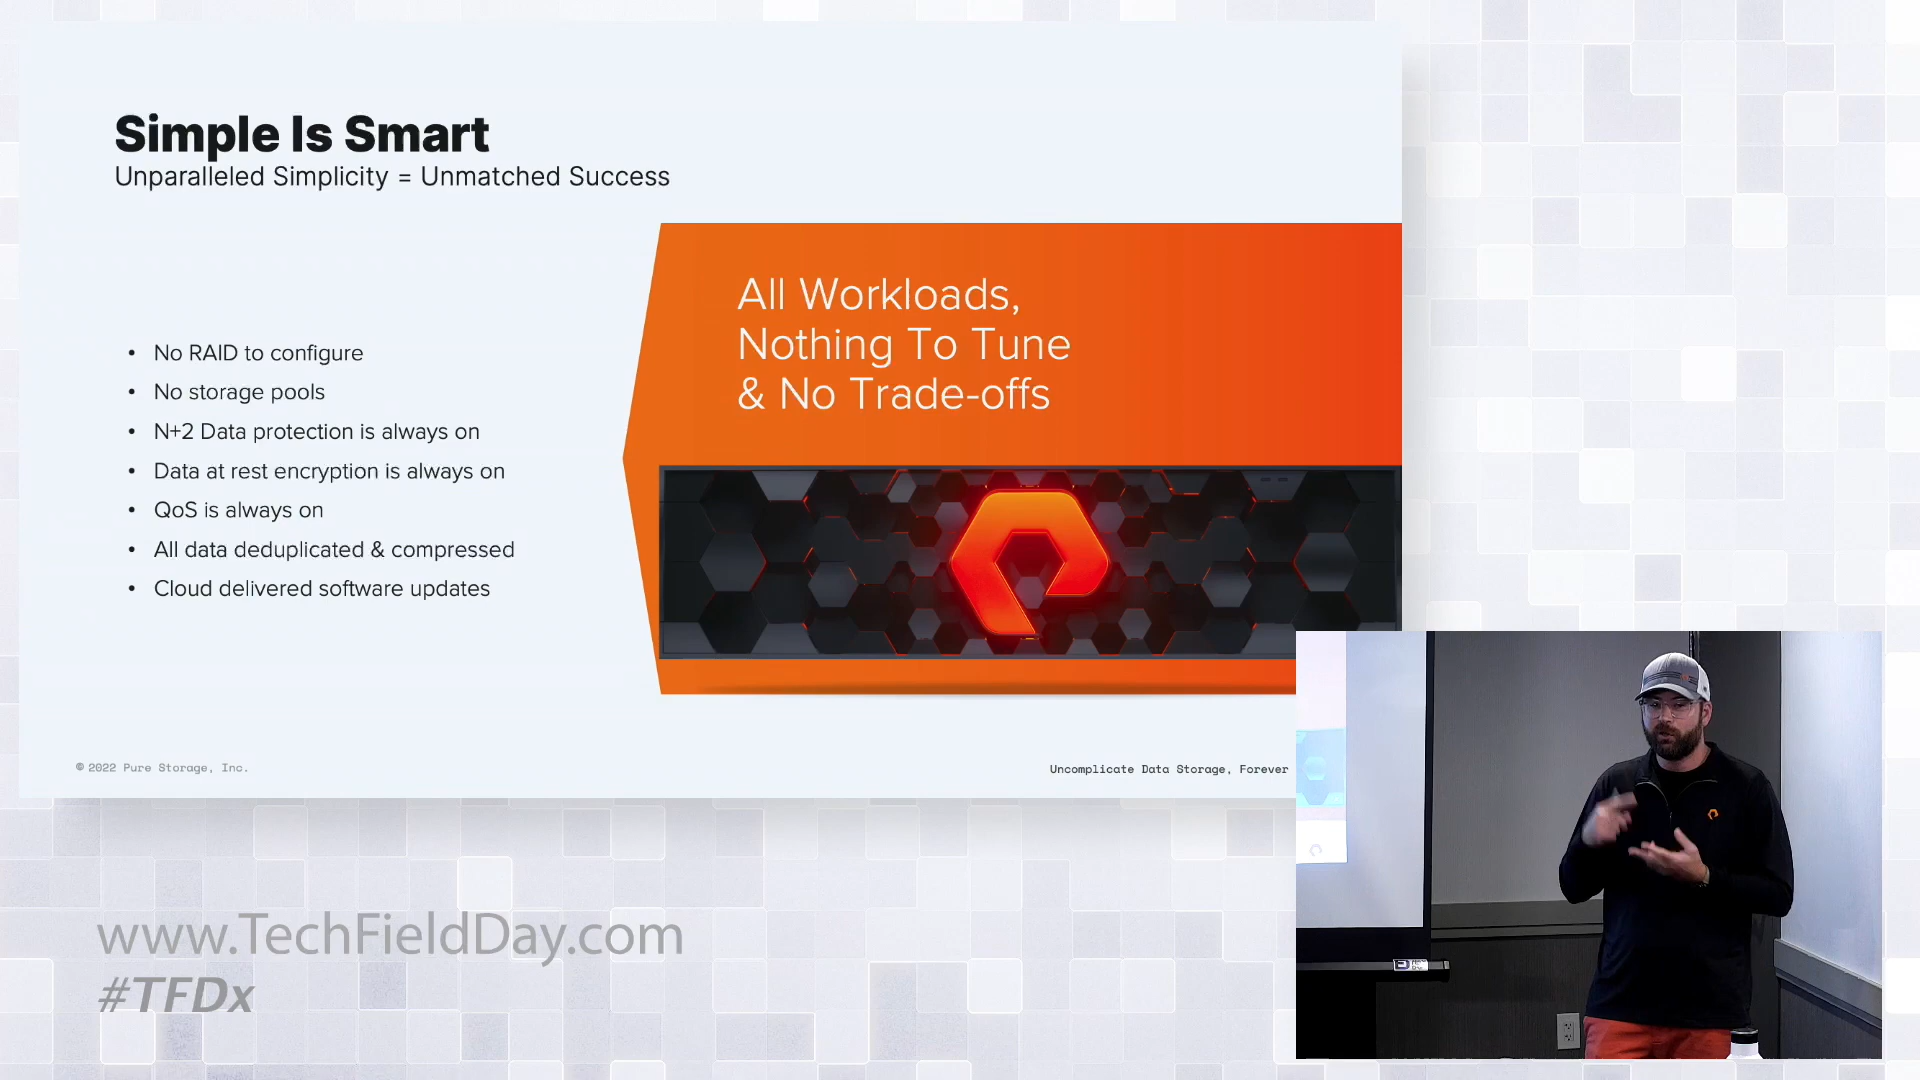 Simple Is Smart
Unparalleled Simplicity = Unmatched Success
All Workloads,
Nothing To Tune
& No Trade-offs
• No RAID to configure
• No storage pools
• N+2 Data protection is always on
• Data at rest encryption is always on
• QoS is always on
• All data deduplicated & compressed
• Cloud delivered software updates
© 2022 Pure Storage, Inc.
Uncomplicate Data Storage, Forever
www.TechFieldDay.com
#TFDx